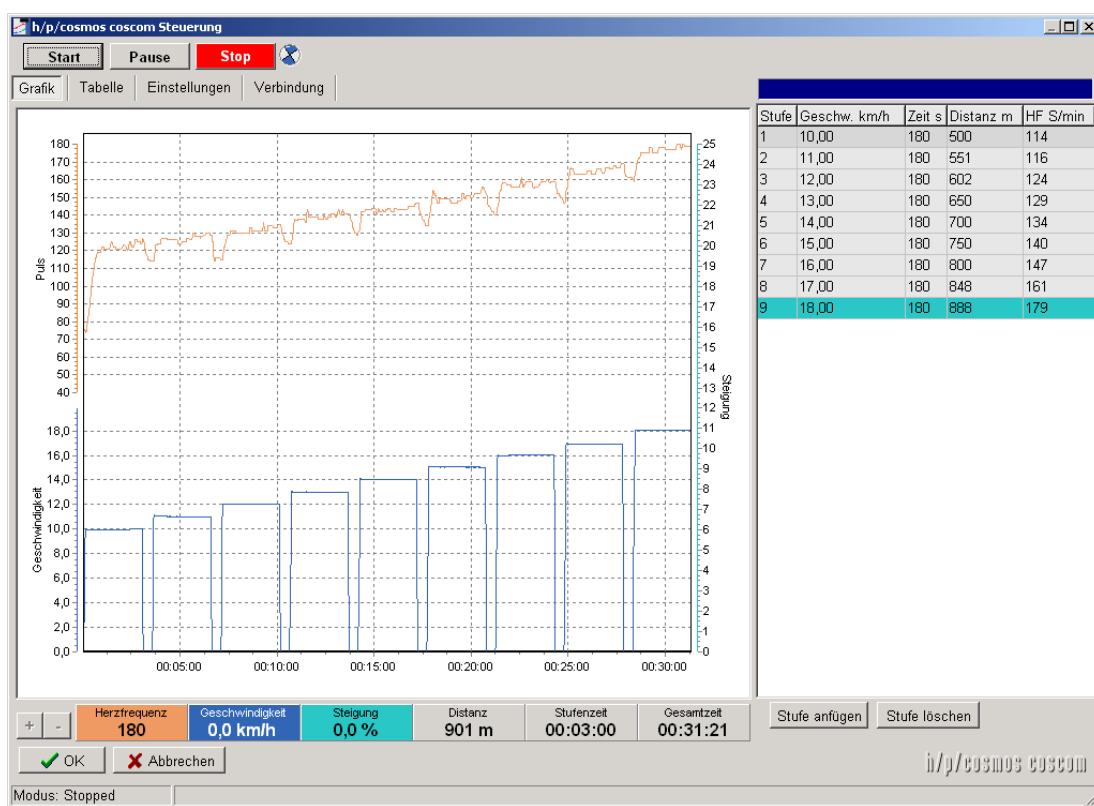 h/p/cosmos coscom Steuerung
Start Pause Stop
Grafik Tabelle Einstellungen Verbindung
Stufe Geschw. km/h Zeit s Distanz m HF S/min
1 10,00 180 500 114
2 11,00 180 551 116
3 12,00 180 602 124
4 13,00 180 650 129
5 14,00 180 700 134
6 15,00 180 750 140
7 16,00 180 800 147
8 17,00 180 848 161
9 18,00 180 888 179
Puls
180
170
160
150
140
130
120
110
100
90
80
70
60
50
40
Geschwindigkeit
18,0
16,0
14,0
12,0
10,0
8,0
6,0
4,0
2,0
0,0
25
24
23
22
21
20
19
18
17
16
15
14
13
12
11
10
9
8
7
6
5
4
3
2
1
0
Steigung
00:05:00 00:10:00 00:15:00 00:20:00 00:25:00 00:30:00
+ -
Herzfrequenz Geschwindigkeit Steigung Distanz Stufenzeit Gesamtzeit
180 0,0 km/h 0,0 % 901 m 00:03:00 00:31:21
Stufe anfügen Stufe löschen
OK Abbrechen
h/p/cosmos coscom
Modus: Stopped